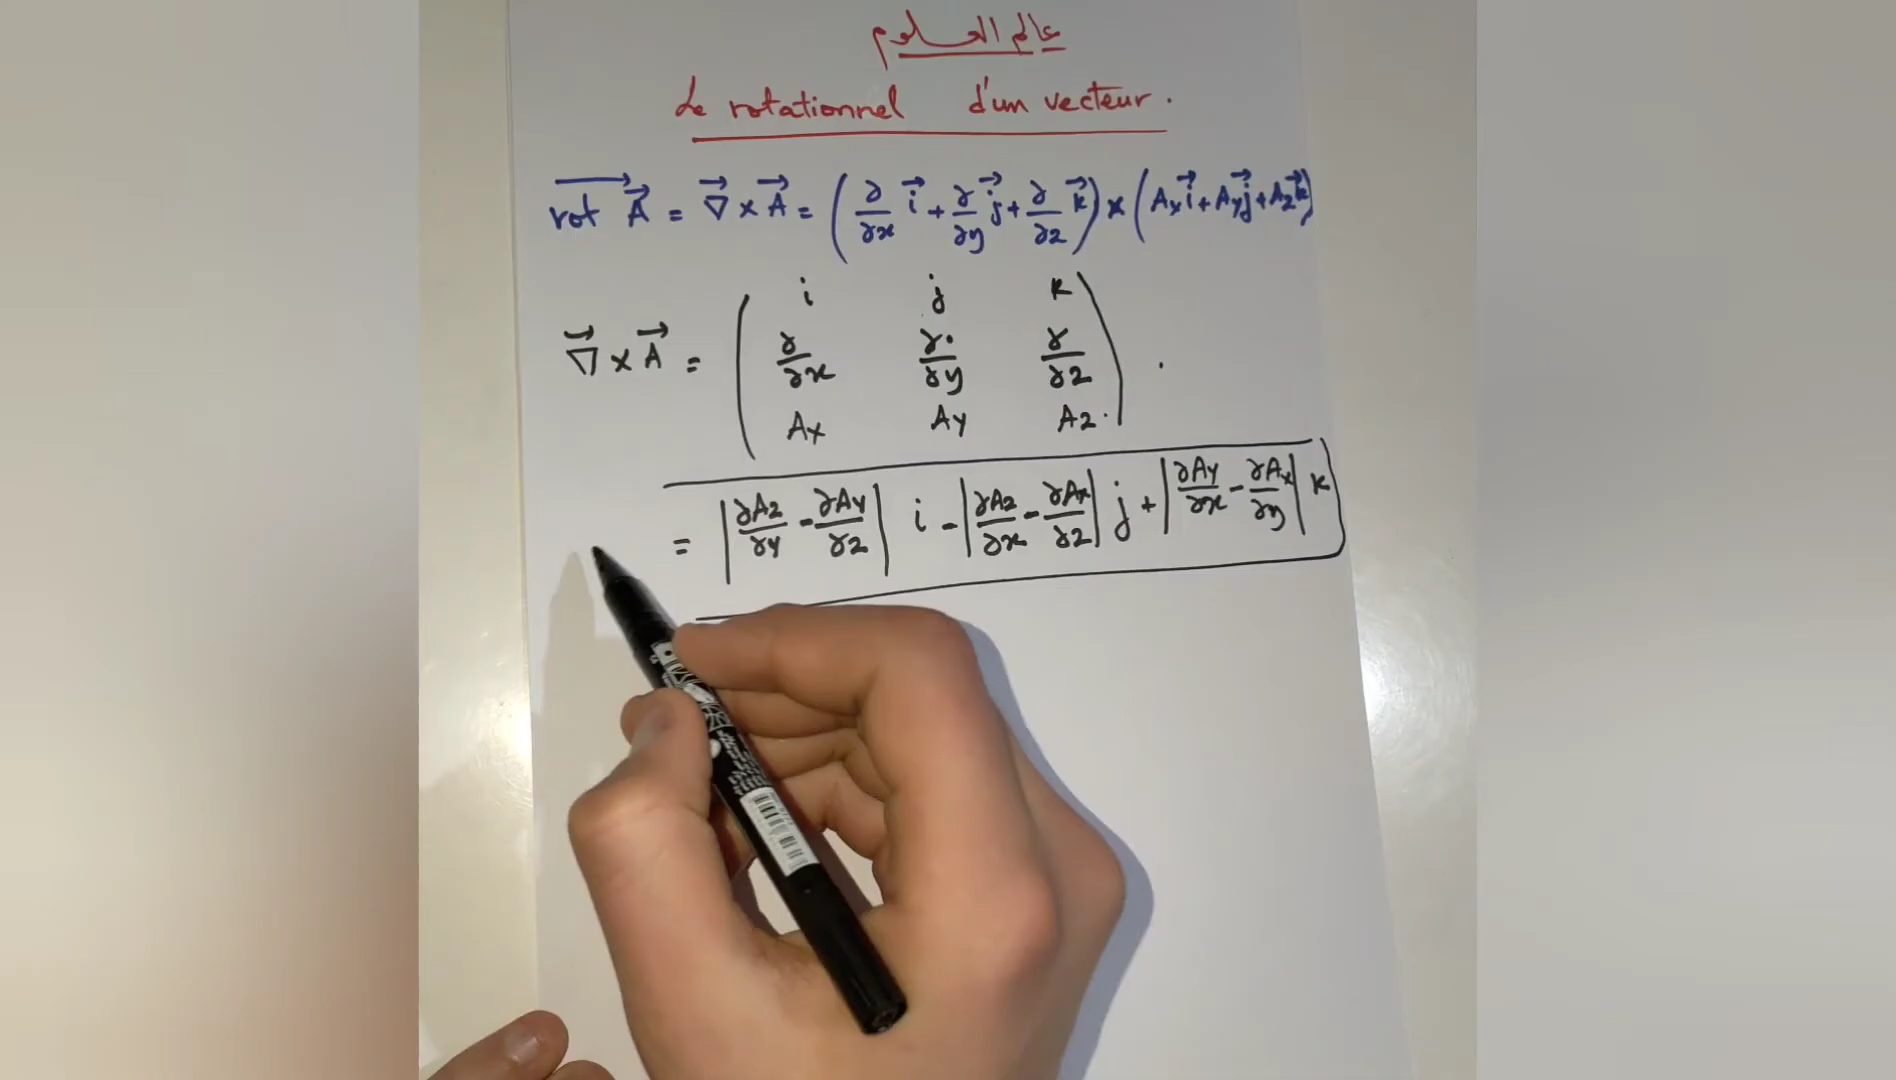 عالم العلوم
Le rotationnel d'un vecteur.
rot A⃗ = ∇⃗ × A⃗ = (∂/∂x i⃗ + ∂/∂y j⃗ + ∂/∂z k⃗) × (Ax i⃗ + Ay j⃗ + Az k⃗)
i j k
∇⃗ × A⃗ = ( ∂/∂x ∂/∂y ∂/∂z ) .
Ax Ay Az
= |∂Az/∂y - ∂Ay/∂z| i - |∂Az/∂x - ∂Ax/∂z| j + |∂Ay/∂x - ∂Ax/∂y| k